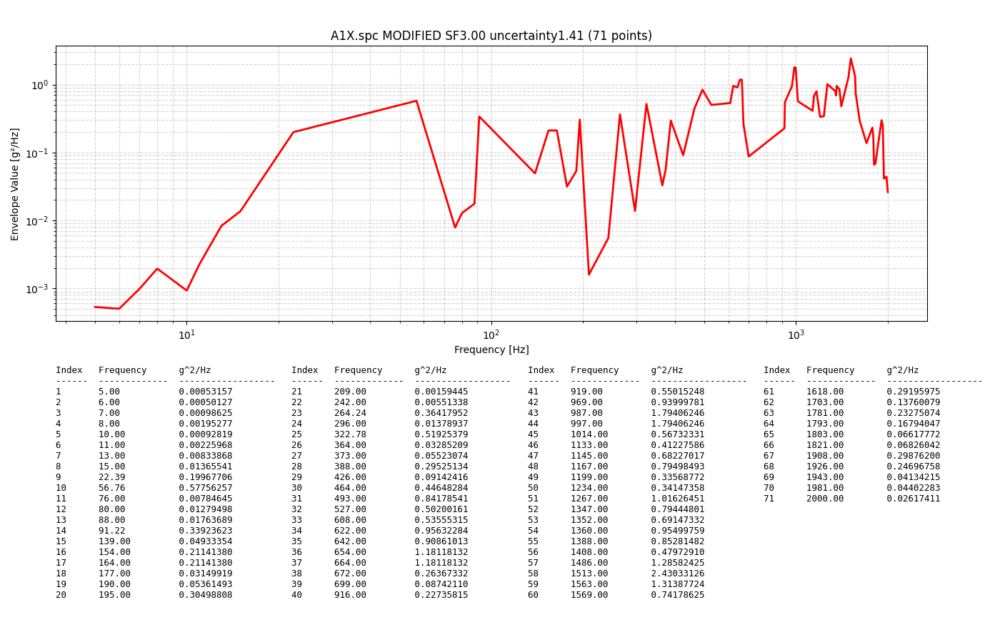 A1X.spc MODIFIED SF3.00 uncertainty1.41 (71 points)
Envelope Value [g²/Hz]
10⁰
10⁻¹
10⁻²
10⁻³
10¹ 10² 10³
Frequency [Hz]
Index Frequency g^2/Hz Index Frequency g^2/Hz Index Frequency g^2/Hz Index Frequency g^2/Hz
------ ------------- ------------------ ------ ------------- ------------------ ------ ------------- ------------------ ------ ------------- ------------------
1 5.00 0.00053157 21 209.00 0.00159445 41 919.00 0.55015248 61 1618.00 0.29195975
2 6.00 0.00050127 22 242.00 0.00551338 42 969.00 0.93999781 62 1703.00 0.13760079
3 7.00 0.00098625 23 264.24 0.36417952 43 987.00 1.79406246 63 1781.00 0.23275074
4 8.00 0.00195277 24 296.00 0.01378937 44 997.00 1.79406246 64 1793.00 0.16794047
5 10.00 0.00092819 25 322.78 0.51925379 45 1014.00 0.56732331 65 1803.00 0.06617772
6 11.00 0.00225968 26 364.00 0.03285209 46 1133.00 0.41227586 66 1821.00 0.06826042
7 13.00 0.00833868 27 373.00 0.05523074 47 1145.00 0.68227017 67 1908.00 0.29876200
8 15.00 0.01365541 28 388.00 0.29525134 48 1167.00 0.79498493 68 1926.00 0.24696758
9 22.39 0.19967706 29 426.00 0.09142416 49 1199.00 0.33568772 69 1943.00 0.04134215
10 56.76 0.57756257 30 464.00 0.44648284 50 1234.00 0.34147358 70 1981.00 0.04402283
11 76.00 0.00784645 31 493.00 0.84178541 51 1267.00 1.01626451 71 2000.00 0.02617411
12 80.00 0.01279498 32 527.00 0.50200161 52 1347.00 0.79444801
13 88.00 0.01763689 33 608.00 0.53555315 53 1352.00 0.69147332
14 91.22 0.33923623 34 622.00 0.95632284 54 1360.00 0.95499759
15 139.00 0.04933354 35 642.00 0.90861013 55 1388.00 0.85281482
16 154.00 0.21141380 36 654.00 1.18118132 56 1408.00 0.47972910
17 164.00 0.21141380 37 664.00 1.18118132 57 1486.00 1.28582425
18 177.00 0.03149919 38 672.00 0.26367332 58 1513.00 2.43033126
19 190.00 0.05361493 39 699.00 0.08742110 59 1563.00 1.31387724
20 195.00 0.30498808 40 916.00 0.22735815 60 1569.00 0.74178625